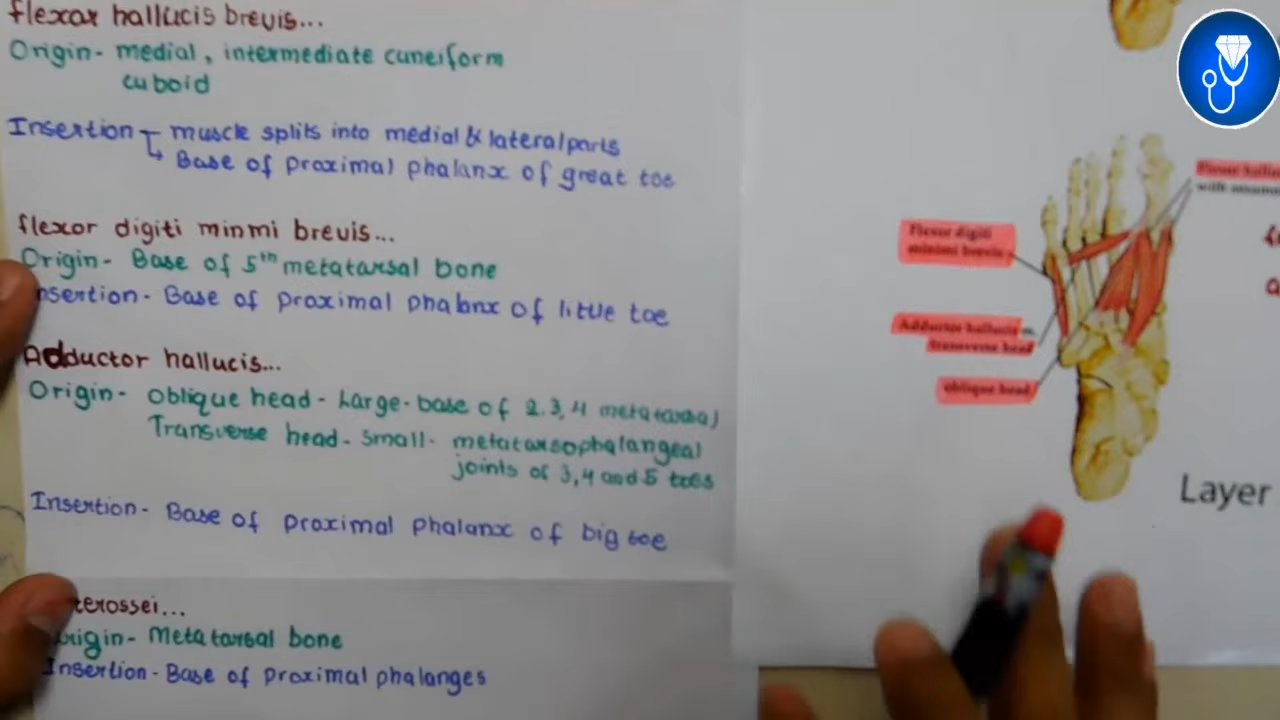 flexor hallucis brevis...
Origin- medial, intermediate cuneiform
cuboid
Insertion - muscle splits into medial & lateral parts
Base of proximal phalanx of great toe
flexor digiti minmi brevis...
Origin- Base of 5th metatarsal bone
nsertion- Base of proximal phalanx of little toe
Adductor hallucis...
Origin- Oblique head- Large- base of 2.3,4 metatarsal
Transverse head- Small- metatarsophalangeal
joints of 3,4 and 5 toes
Insertion- Base of proximal phalanx of big toe
terossei...
rigin- Metatarsal bone
Insertion- Base of proximal phalanges
Flexor digiti
minimi brevis
Adductor hallucis m.
transverse head
oblique head
Layer